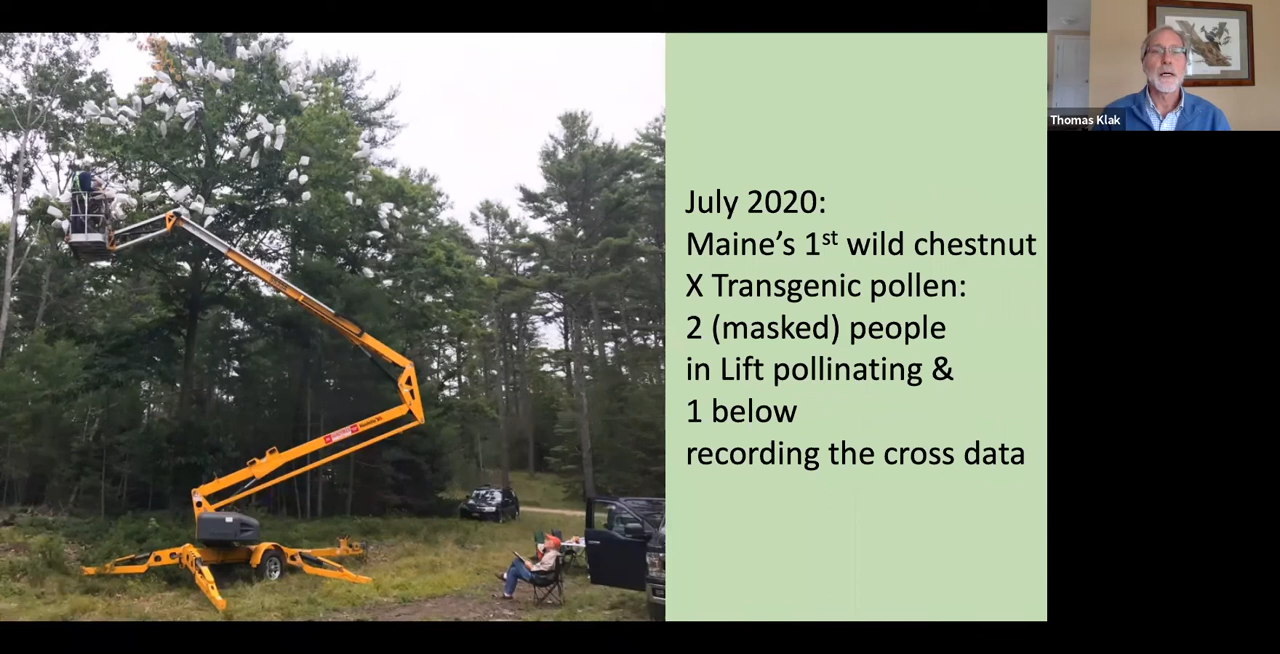 July 2020:
Maine’s 1st wild chestnut
X Transgenic pollen:
2 (masked) people
in Lift pollinating &
1 below
recording the cross data
Thomas Klak